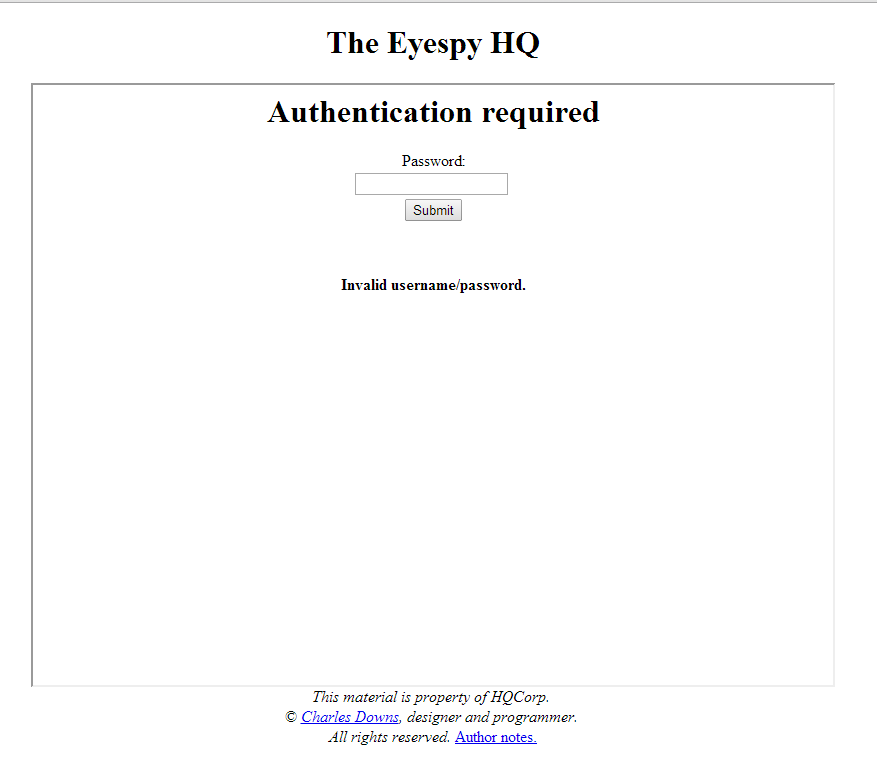 The Eyespy HQ
Authentication required
Password:
Submit
Invalid username/password.
This material is property of HQCorp.
© Charles Downs, designer and programmer.
All rights reserved. Author notes.